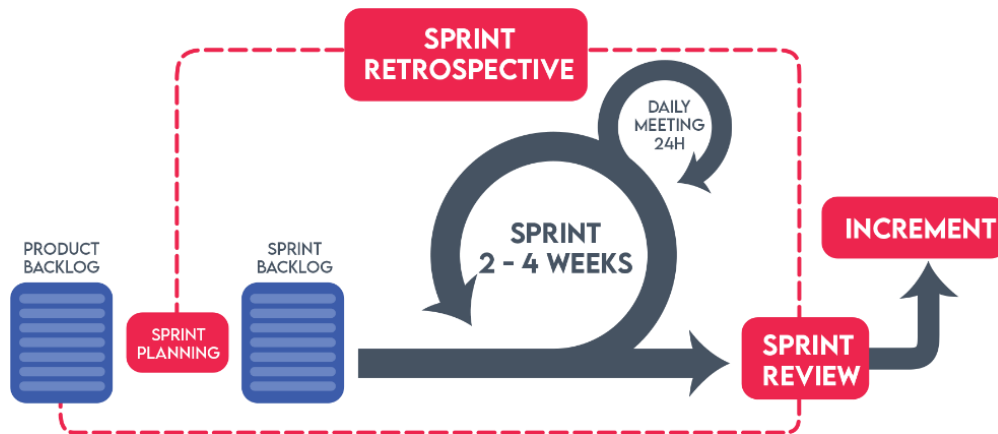 SPRINT
RETROSPECTIVE
DAILY
MEETING
24H
SPRINT
2 - 4 WEEKS
INCREMENT
PRODUCT
BACKLOG
SPRINT
BACKLOG
SPRINT
PLANNING
SPRINT
REVIEW